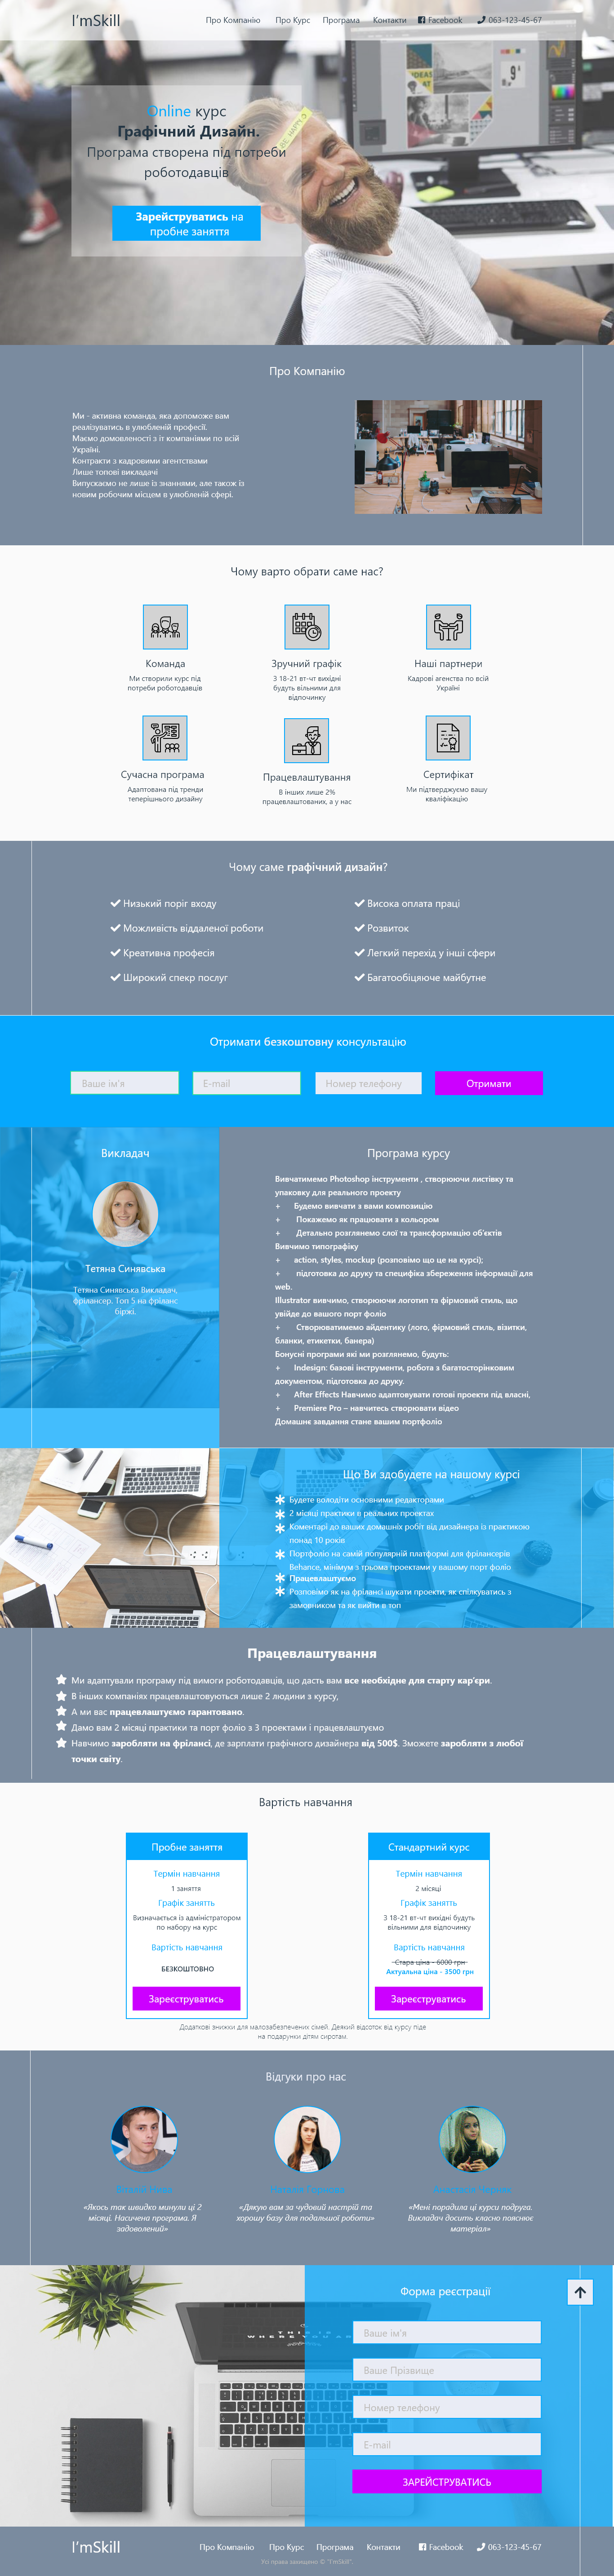 I'mSkill
Про Компанію Про Курс Програма Контакти Facebook 063-123-45-67
Online курс
Графічний Дизайн.
Програма створена під потреби
роботодавців
Зарейструватись на
пробне заняття
Про Компанію
Ми - активна команда, яка допоможе вам
реалізуватись в улюбленій професії.
Маємо домовленості з іт компаніями по всій
Україні.
Контракти з кадровими агентствами
Лише топові викладачі
Випускаємо не лише із знаннями, але також із
новим робочим місцем в улюбленій сфері.
Чому варто обрати саме нас?
Команда
Ми створили курс під
потреби роботодавців
Зручний графік
З 18-21 вт-чт вихідні
будуть вільними для
відпочинку
Наші партнери
Кадрові агенства по всій
Україні
Сучасна програма
Адаптована під тренди
теперішнього дизайну
Працевлаштування
В інших лише 2%
працевлаштованих, а у нас
Сертифікат
Ми підтверджуємо вашу
кваліфікацію
Чому саме графічний дизайн?
Низький поріг входу
Можливість віддаленої роботи
Креативна професія
Широкий спекр послуг
Висока оплата праці
Розвиток
Легкий перехід у інші сфери
Багатообіцяюче майбутне
Отримати безкоштовну консультацію
Ваше ім'я E-mail Номер телефону Отримати
Викладач
Тетяна Синявська
Тетяна Синявська Викладач,
фрілансер. Топ 5 на фріланс
біржі.
Програма курсу
Вивчатимемо Photoshop інструменти , створюючи листівку та
упаковку для реального проекту
+ Будемо вивчати з вами композицію
+ Покажемо як працювати з кольором
+ Детально розглянемо слої та трансформацію об'єктів
Вивчимо типографіку
+ action, styles, mockup (розповімо що це на курсі);
+ підготовка до друку та специфіка збереження інформації для
web.
Illustrator вивчимо, створюючи логотип та фірмовий стиль, що
увійде до вашого порт фоліо
+ Створюватимемо айдентику (лого, фірмовий стиль, візитки,
бланки, етикетки, банера)
Бонусні програми які ми розглянемо, будуть:
+ Indesign: базові інструменти, робота з багатосторінковим
документом, підготовка до друку.
+ After Effects Навчимо адаптовувати готові проекти під власні,
+ Premiere Pro – навчитесь створювати відео
Домашнє завдання стане вашим портфоліо
Що Ви здобудете на нашому курсі
Будете володіти основними редакторами
2 місяці практики в реальних проектах
Коментарі до ваших домашніх робіт від дизайнера із практикою
понад 10 років
Портфоліо на самій популярній платформі для фрілансерів
Behance, мінімум з трьома проектами у вашому порт фоліо
Працевлаштуємо
Розповімо як на фрілансі шукати проекти, як спілкуватись з
замовником та як вийти в топ
Працевлаштування
Ми адаптували програму під вимоги роботодавців, що дасть вам все необхідне для старту кар'єри.
В інших компаніях працевлаштовуються лише 2 людини з курсу,
А ми вас працевлаштуємо гарантовано.
Дамо вам 2 місяці практики та порт фоліо з 3 проектами і працевлаштуємо
Навчимо заробляти на фрілансі, де зарплати графічного дизайнера від 500$. Зможете заробляти з любої
точки світу.
Вартість навчання
Пробне заняття
Термін навчання
1 заняття
Графік занятть
Визначається із адміністратором
по набору на курс
Вартість навчання
БЕЗКОШТОВНО
Зареєструватись
Стандартний курс
Термін навчання
2 місяці
Графік занятть
З 18-21 вт-чт вихідні будуть
вільними для відпочинку
Вартість навчання
Стара ціна - 6000 грн
Актуальна ціна - 3500 грн
Зареєструватись
Додаткові знижки для малозабезпечених сімей. Деякий відсоток від курсу піде
на подарунки дітям сиротам.
Відгуки про нас
«Якось так швидко минули ці 2
місяці. Насичена програма. Я
задоволений»
«Дякую вам за чудовий настрій та
хорошу базу для подальшої роботи»
«Мені порадила ці курси подруга.
Викладач досить класно пояснює
матеріал»
Форма реєстрації
Ваше ім'я
Ваше Прізвище
Номер телефону
E-mail
ЗАРЕЙСТРУВАТИСЬ
I'mSkill
Про Компанію Про Курс Програма Контакти Facebook 063-123-45-67
Усі права захищено © "I'mSkill".